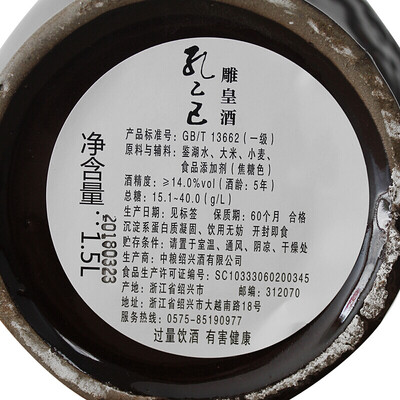 孔乙己
雕皇酒
产品标准号：GB/T 13662（一级）
原料与辅料：鉴湖水、大米、小麦、
食品添加剂（焦糖色）
酒精度：≥14.0%vol（酒龄：5年）
总糖：15.1~40.0（g/L）
生产日期：见标签 保质期：60个月 合格
沉淀系蛋白质凝固、饮用无妨 开封即食
贮存条件：请置于室温、通风、阴凉、干燥处
生产商：中粮绍兴酒有限公司
食品生产许可证编号：SC10333060200345
产地：浙江省绍兴市 邮编：312070
地址：浙江省绍兴市大越南路18号
服务热线：0575-85190977
过量饮酒 有害健康
净含量：1.5L
20180323